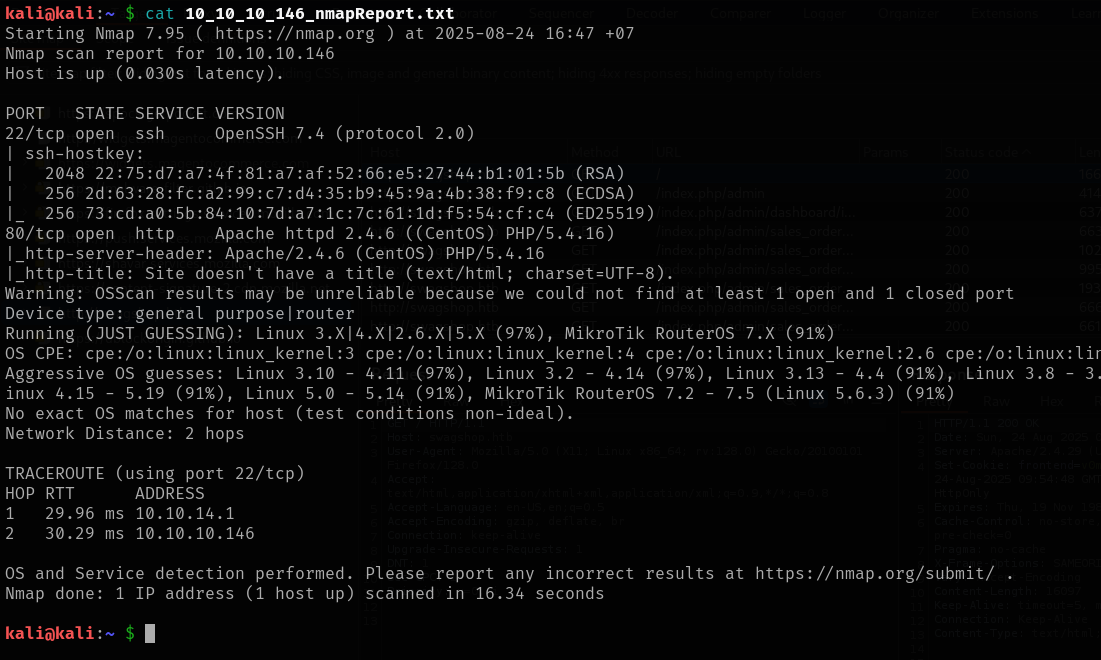 kali@kali:~ $ cat 10_10_10_146_nmapReport.txt
Starting Nmap 7.95 ( https://nmap.org ) at 2025-08-24 16:47 +07
Nmap scan report for 10.10.10.146
Host is up (0.030s latency).
PORT   STATE SERVICE VERSION
22/tcp open  ssh     OpenSSH 7.4 (protocol 2.0)
| ssh-hostkey:
|   2048 22:75:d7:a7:4f:81:a7:af:52:66:e5:27:44:b1:01:5b (RSA)
|   256 2d:63:28:fc:a2:99:c7:d4:35:b9:45:9a:4b:38:f9:c8 (ECDSA)
|_  256 73:cd:a0:5b:84:10:7d:a7:1c:7c:61:1d:f5:54:cf:c4 (ED25519)
80/tcp open  http    Apache httpd 2.4.6 ((CentOS) PHP/5.4.16)
|_http-server-header: Apache/2.4.6 (CentOS) PHP/5.4.16
|_http-title: Site doesn't have a title (text/html; charset=UTF-8).
Warning: OSScan results may be unreliable because we could not find at least 1 open and 1 closed port
Device type: general purpose|router
Running (JUST GUESSING): Linux 3.X|4.X|2.6.X|5.X (97%), MikroTik RouterOS 7.X (91%)
OS CPE: cpe:/o:linux:linux_kernel:3 cpe:/o:linux:linux_kernel:4 cpe:/o:linux:linux_kernel:2.6 cpe:/o:linux:lin
Aggressive OS guesses: Linux 3.10 - 4.11 (97%), Linux 3.2 - 4.14 (97%), Linux 3.13 - 4.4 (91%), Linux 3.8 - 3.
inux 4.15 - 5.19 (91%), Linux 5.0 - 5.14 (91%), MikroTik RouterOS 7.2 - 7.5 (Linux 5.6.3) (91%)
No exact OS matches for host (test conditions non-ideal).
Network Distance: 2 hops
TRACEROUTE (using port 22/tcp)
HOP RTT      ADDRESS
1   29.96 ms 10.10.14.1
2   30.29 ms 10.10.10.146
OS and Service detection performed. Please report any incorrect results at https://nmap.org/submit/ .
Nmap done: 1 IP address (1 host up) scanned in 16.34 seconds
kali@kali:~ $